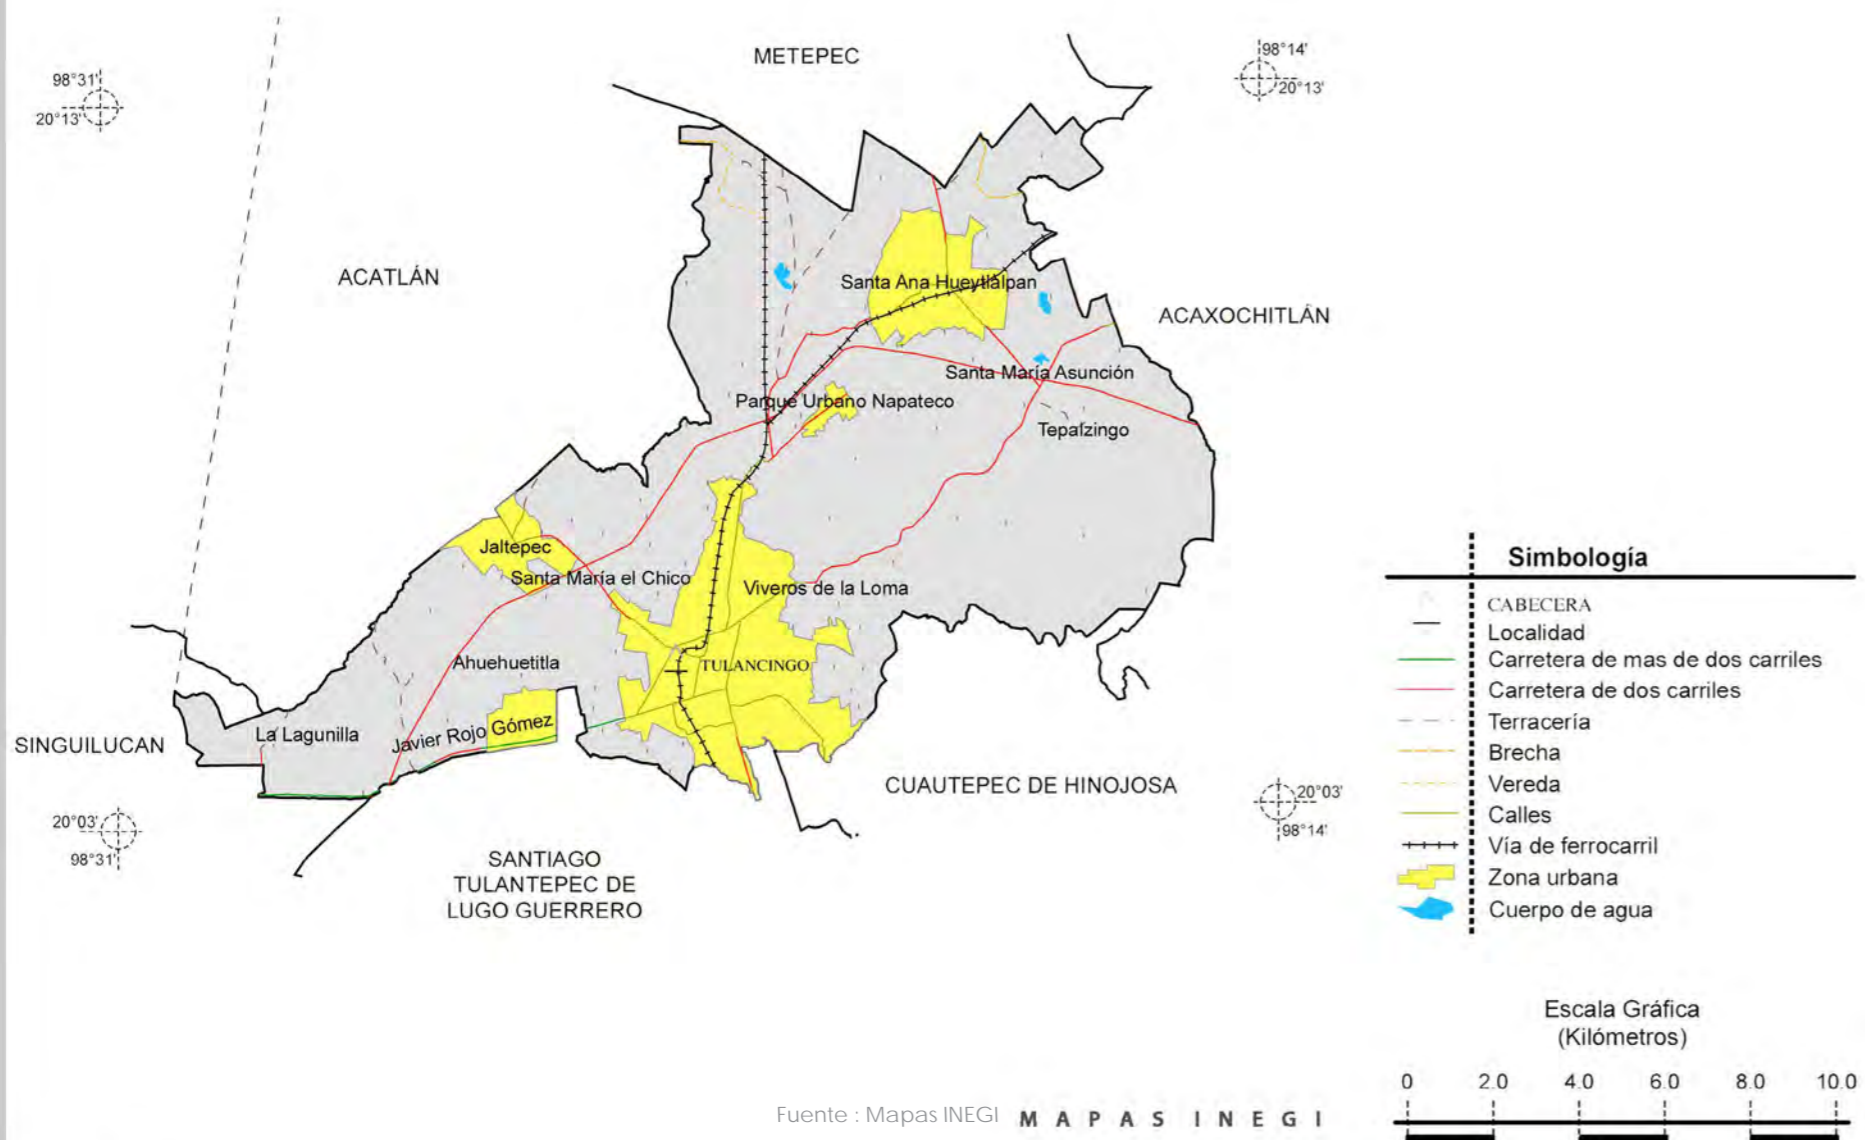 METEPEC
98°31'
20°13'
98°14'
20°13'
ACATLÁN
Santa Ana Hueytlalpan
ACAXOCHITLÁN
Santa María Asunción
Parque Urbano Napateco
Tepalzingo
Jaltepec
Santa María el Chico
Viveros de la Loma
Ahuehuetitla
TULANCINGO
La Lagunilla
Javier Rojo Gómez
SINGUILUCAN
CUAUTEPEC DE HINOJOSA
20°03'
98°31'
20°03'
98°14'
SANTIAGO
TULANTEPEC DE
LUGO GUERRERO
Simbología
CABECERA
Localidad
Carretera de mas de dos carriles
Carretera de dos carriles
Terracería
Brecha
Vereda
Calles
Vía de ferrocarril
Zona urbana
Cuerpo de agua
Escala Gráfica
(Kilómetros)
0 2.0 4.0 6.0 8.0 10.0
Fuente : Mapas INEGI MAPAS INEGI